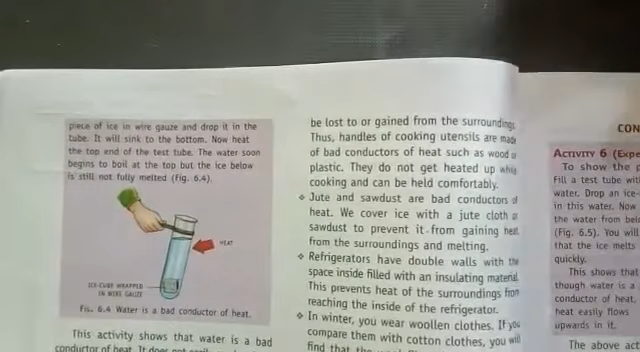 piece of ice in wire gauze and drop it in the
tube. It will sink to the bottom. Now heat
the top end of the test tube. The water soon
begins to boil at the top but the ice below
is still not fully melted (Fig. 6.4).
HEAT
ICE-CUBE WRAPPED
IN WIRE GAUZE
FIG. 6.4 Water is a bad conductor of heat.
This activity shows that water is a bad
conductor of heat. It does not
be lost to or gained from the surroundings.
Thus, handles of cooking utensils are made
of bad conductors of heat such as wood or
plastic. They do not get heated up while
cooking and can be held comfortably.
❖ Jute and sawdust are bad conductors of
heat. We cover ice with a jute cloth or
sawdust to prevent it from gaining heat
from the surroundings and melting.
❖ Refrigerators have double walls with the
space inside filled with an insulating material.
This prevents heat of the surroundings from
reaching the inside of the refrigerator.
❖ In winter, you wear woollen clothes. If you
compare them with cotton clothes, you will
find that the
CON
ACTIVITY 6 (Expe
To show the p
Fill a test tube wit
water. Drop an ice-
in this water. Now
the water from bel
(Fig. 6.5). You will
that the ice melts
quickly.
This shows that
though water is a
conductor of heat,
heat easily flows
upwards in it.
The above act